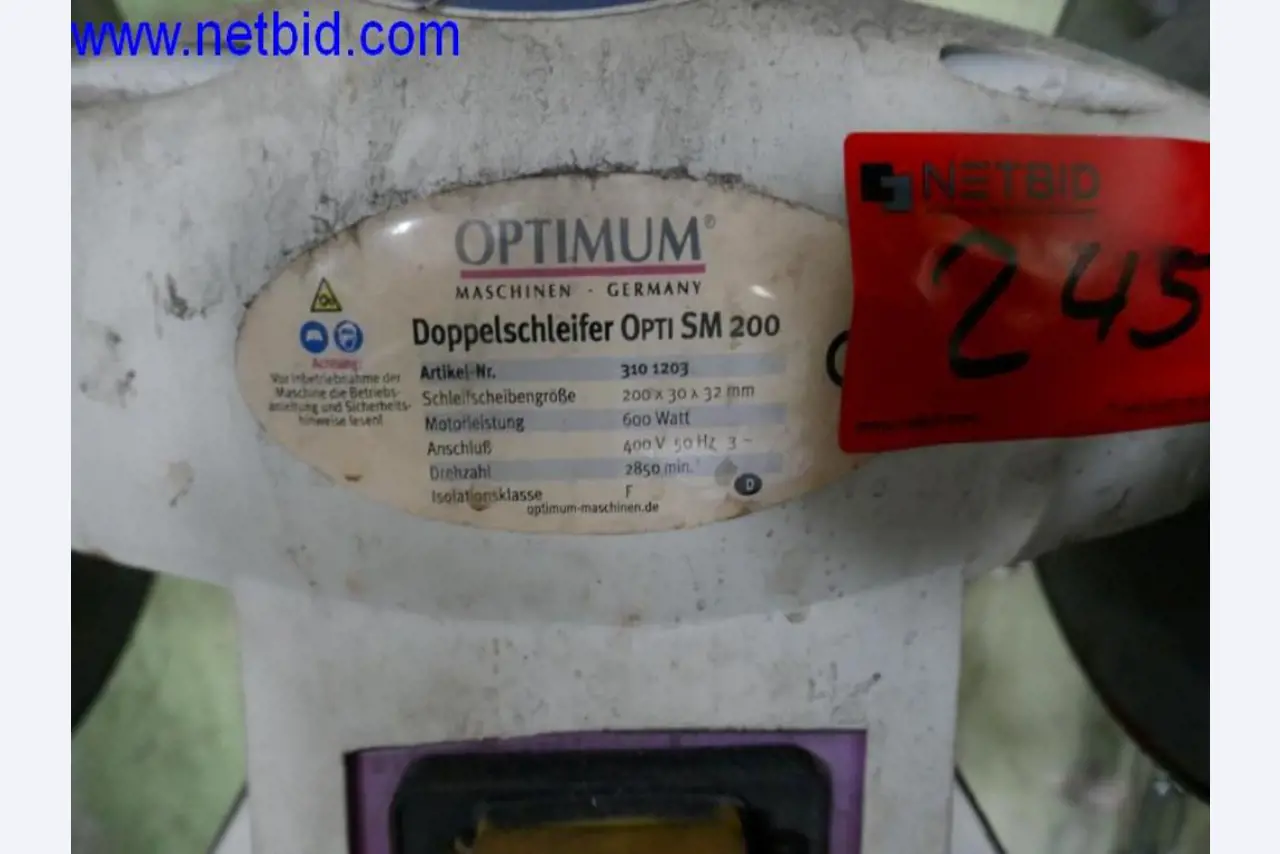 www.netbid.com
NETBID
245
OPTIMUM®
MASCHINEN · GERMANY
Doppelschleifer OPTI SM 200
Achtung:
Vor Inbetriebnahme der
Maschine die Betriebs-
anleitung und Sicherheits-
hinweise lesen!
Artikel-Nr. 310 1203
Schleifscheibengröße 200 x 30 x 32 mm
Motorleistung 600 Watt
Anschluß 400 V 50 Hz 3 ~
Drehzahl 2850 min.⁻¹
Isolationsklasse F
optimum-maschinen.de
D